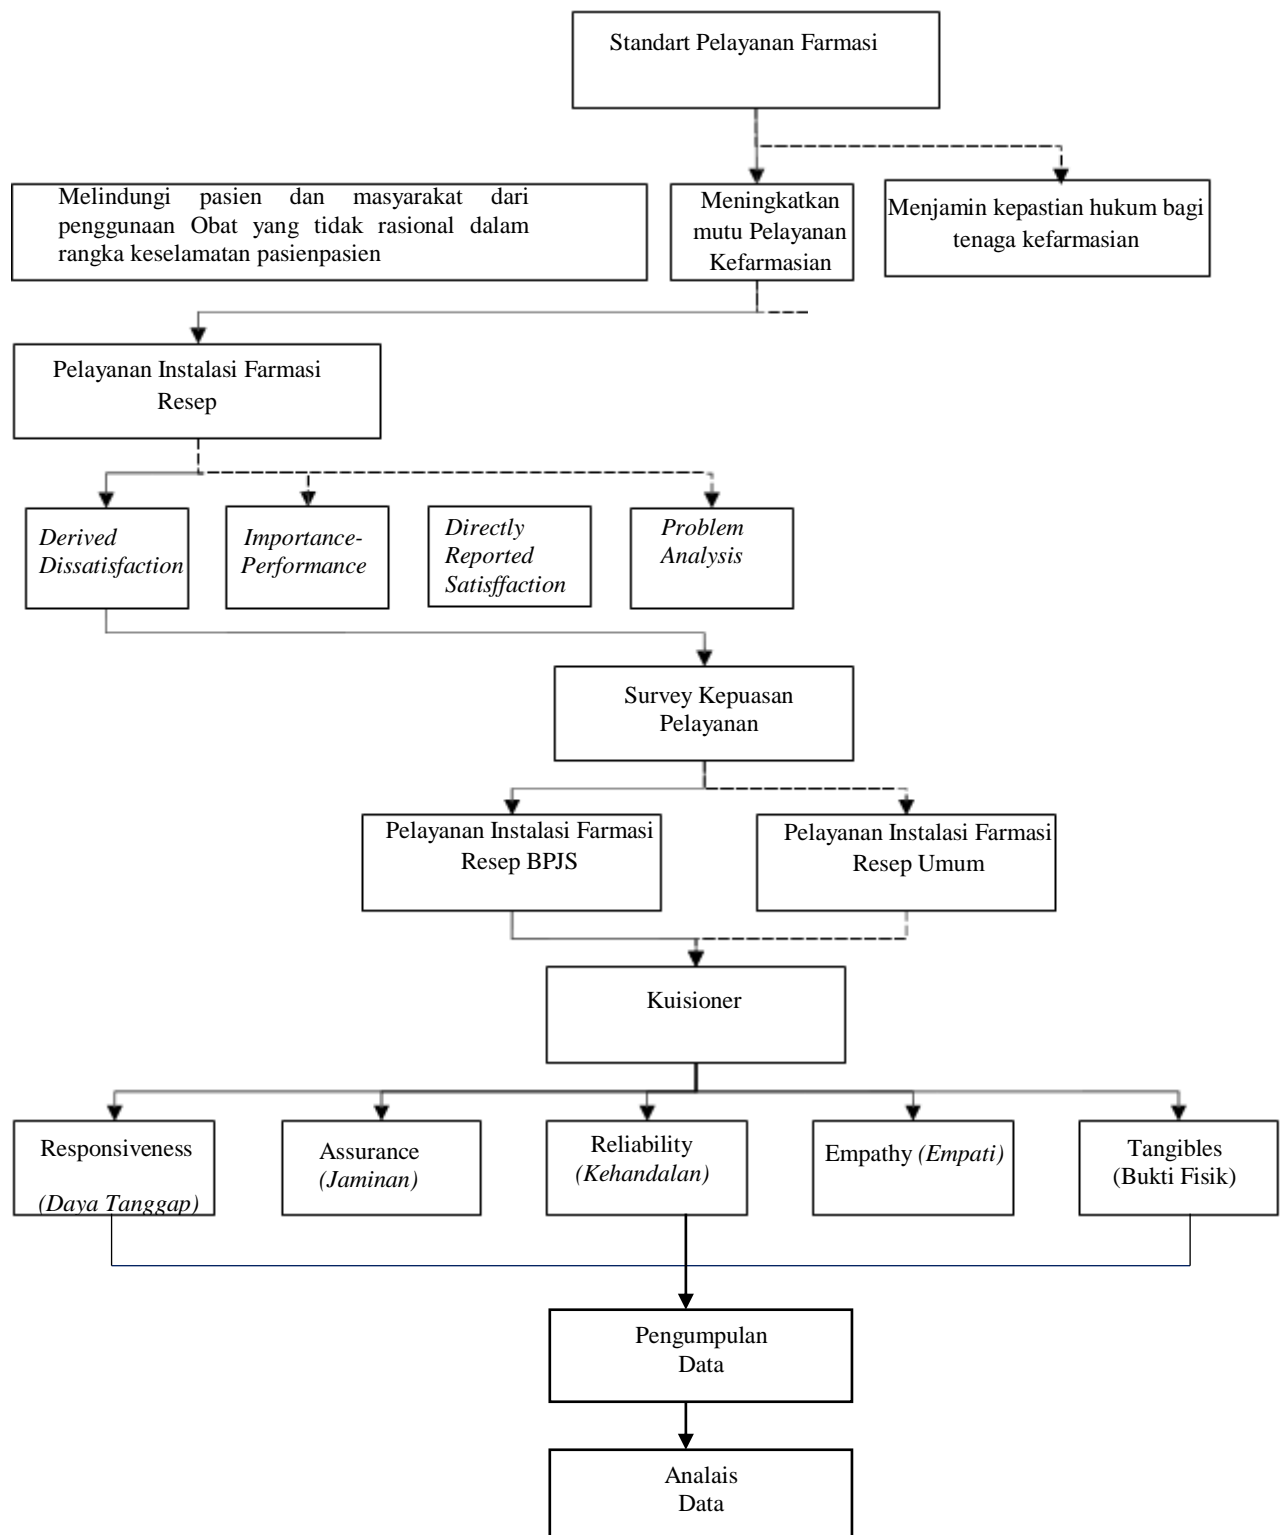 Standart Pelayanan Farmasi
Melindungi pasien dan masyarakat dari
penggunaan Obat yang tidak rasional dalam
rangka keselamatan pasienpasien
Meningkatkan
mutu Pelayanan
Kefarmasian
Menjamin kepastian hukum bagi
tenaga kefarmasian
Pelayanan Instalasi Farmasi
Resep
Derived
Dissatisfaction
Importance-
Performance
Directly
Reported
Satisffaction
Problem
Analysis
Survey Kepuasan
Pelayanan
Pelayanan Instalasi Farmasi
Resep BPJS
Pelayanan Instalasi Farmasi
Resep Umum
Kuisioner
Responsiveness
(Daya Tanggap)
Assurance
(Jaminan)
Reliability
(Kehandalan)
Empathy (Empati)
Tangibles
(Bukti Fisik)
Pengumpulan
Data
Analais
Data